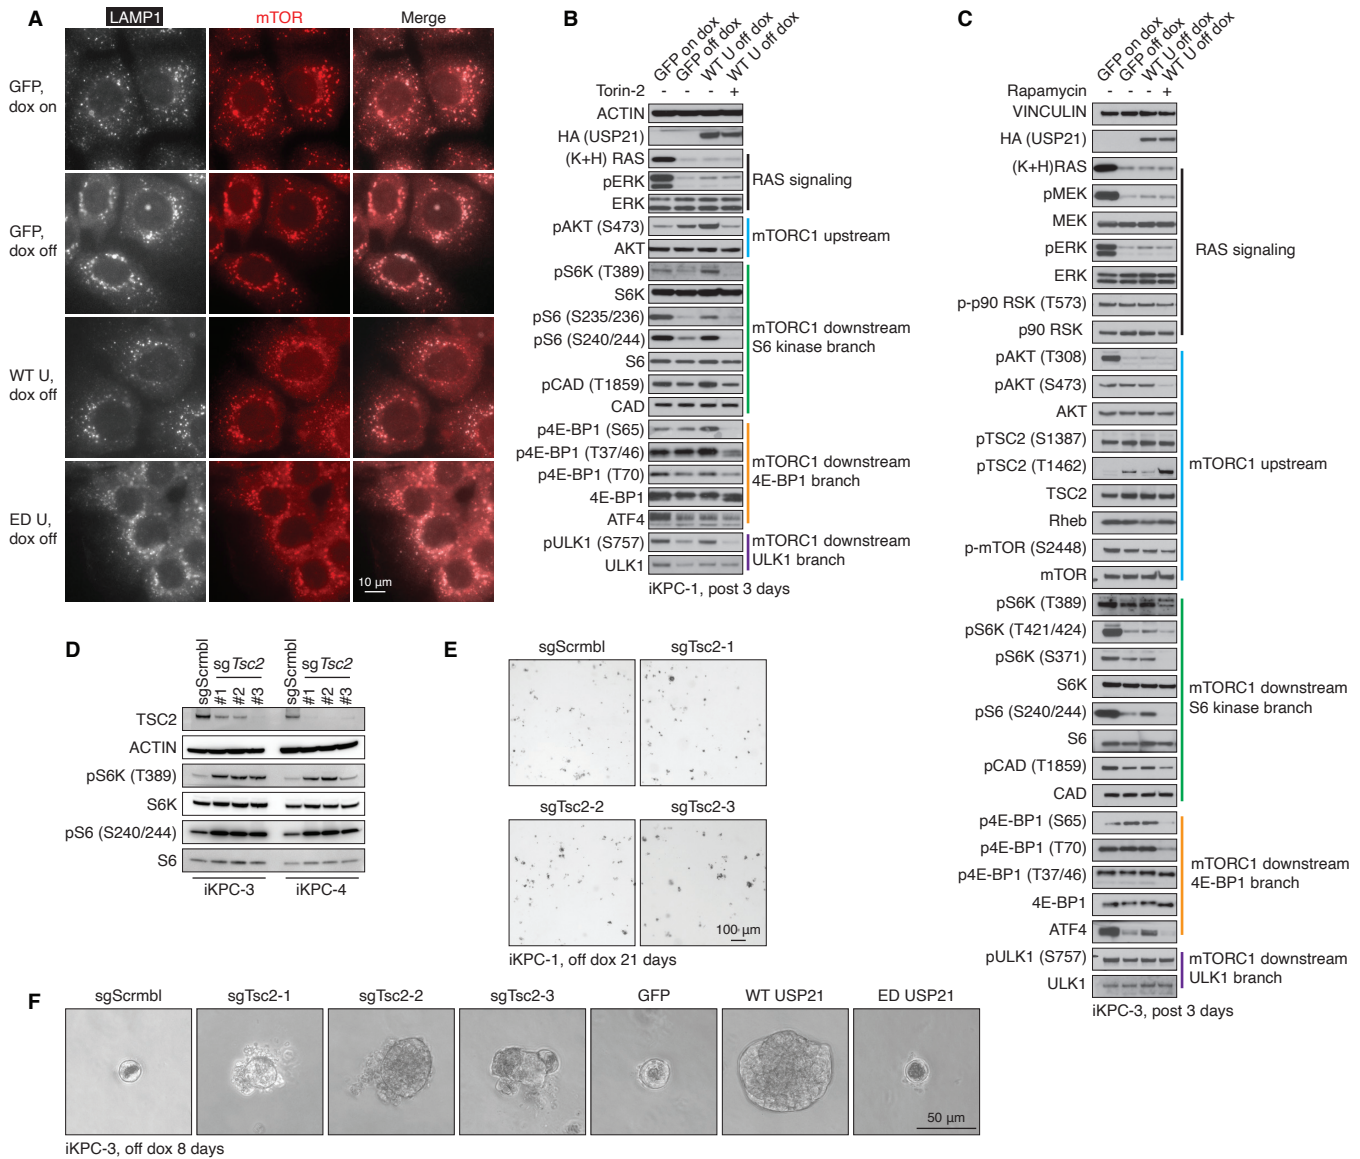 A
LAMP1
mTOR
Merge
GFP,
dox on
GFP,
dox off
WT U,
dox off
ED U,
dox off
10 µm
B
GFP on dox
GFP off dox
WT U off dox
WT U off dox
Torin-2 - - - +
ACTIN
HA (USP21)
(K+H) RAS
pERK
ERK
RAS signaling
pAKT (S473)
AKT
mTORC1 upstream
pS6K (T389)
S6K
pS6 (S235/236)
pS6 (S240/244)
S6
pCAD (T1859)
CAD
mTORC1 downstream
S6 kinase branch
p4E-BP1 (S65)
p4E-BP1 (T37/46)
p4E-BP1 (T70)
4E-BP1
ATF4
mTORC1 downstream
4E-BP1 branch
pULK1 (S757)
ULK1
mTORC1 downstream
ULK1 branch
iKPC-1, post 3 days
C
GFP on dox
GFP off dox
WT U off dox
WT U off dox
Rapamycin - - - +
VINCULIN
HA (USP21)
(K+H)RAS
pMEK
MEK
pERK
ERK
p-p90 RSK (T573)
p90 RSK
RAS signaling
pAKT (T308)
pAKT (S473)
AKT
pTSC2 (S1387)
pTSC2 (T1462)
TSC2
Rheb
p-mTOR (S2448)
mTOR
mTORC1 upstream
pS6K (T389)
pS6K (T421/424)
pS6K (S371)
S6K
pS6 (S240/244)
S6
pCAD (T1859)
CAD
mTORC1 downstream
S6 kinase branch
p4E-BP1 (S65)
p4E-BP1 (T70)
p4E-BP1 (T37/46)
4E-BP1
ATF4
mTORC1 downstream
4E-BP1 branch
pULK1 (S757)
ULK1
mTORC1 downstream
ULK1 branch
iKPC-3, post 3 days
D
sgScrmbl
sgTsc2
#1
#2
#3
sgScrmbl
sgTsc2
#1
#2
#3
TSC2
ACTIN
pS6K (T389)
S6K
pS6 (S240/244)
S6
iKPC-3
iKPC-4
E
sgScrmbl
sgTsc2-1
sgTsc2-2
sgTsc2-3
100 µm
iKPC-1, off dox 21 days
F
sgScrmbl
sgTsc2-1
sgTsc2-2
sgTsc2-3
GFP
WT USP21
ED USP21
50 µm
iKPC-3, off dox 8 days